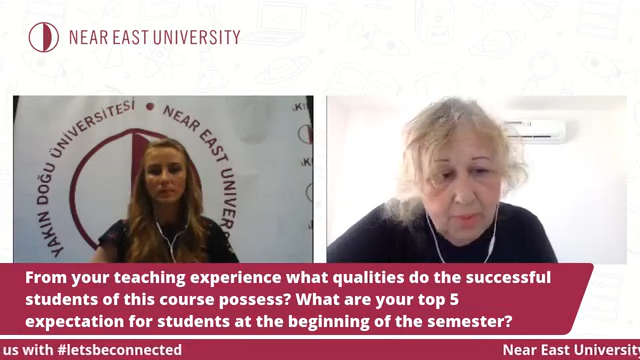 NEAR EAST UNIVERSITY
YAKIN DOĞU ÜNİVERSİTESİ • NEAR EAST UNIVERSITY
From your teaching experience what qualities do the successful
students of this course possess? What are your top 5
expectation for students at the beginning of the semester?
us with #letsbeconnected
Near East University